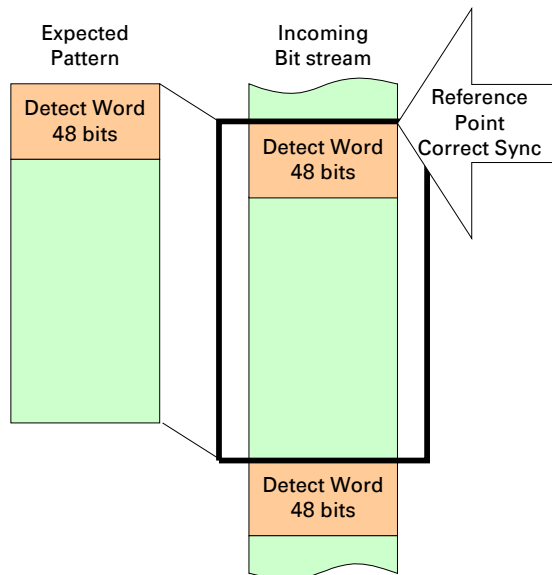 Expected
Pattern
Detect Word
48 bits
Incoming
Bit stream
Detect Word
48 bits
Reference
Point
Correct Sync
Detect Word
48 bits